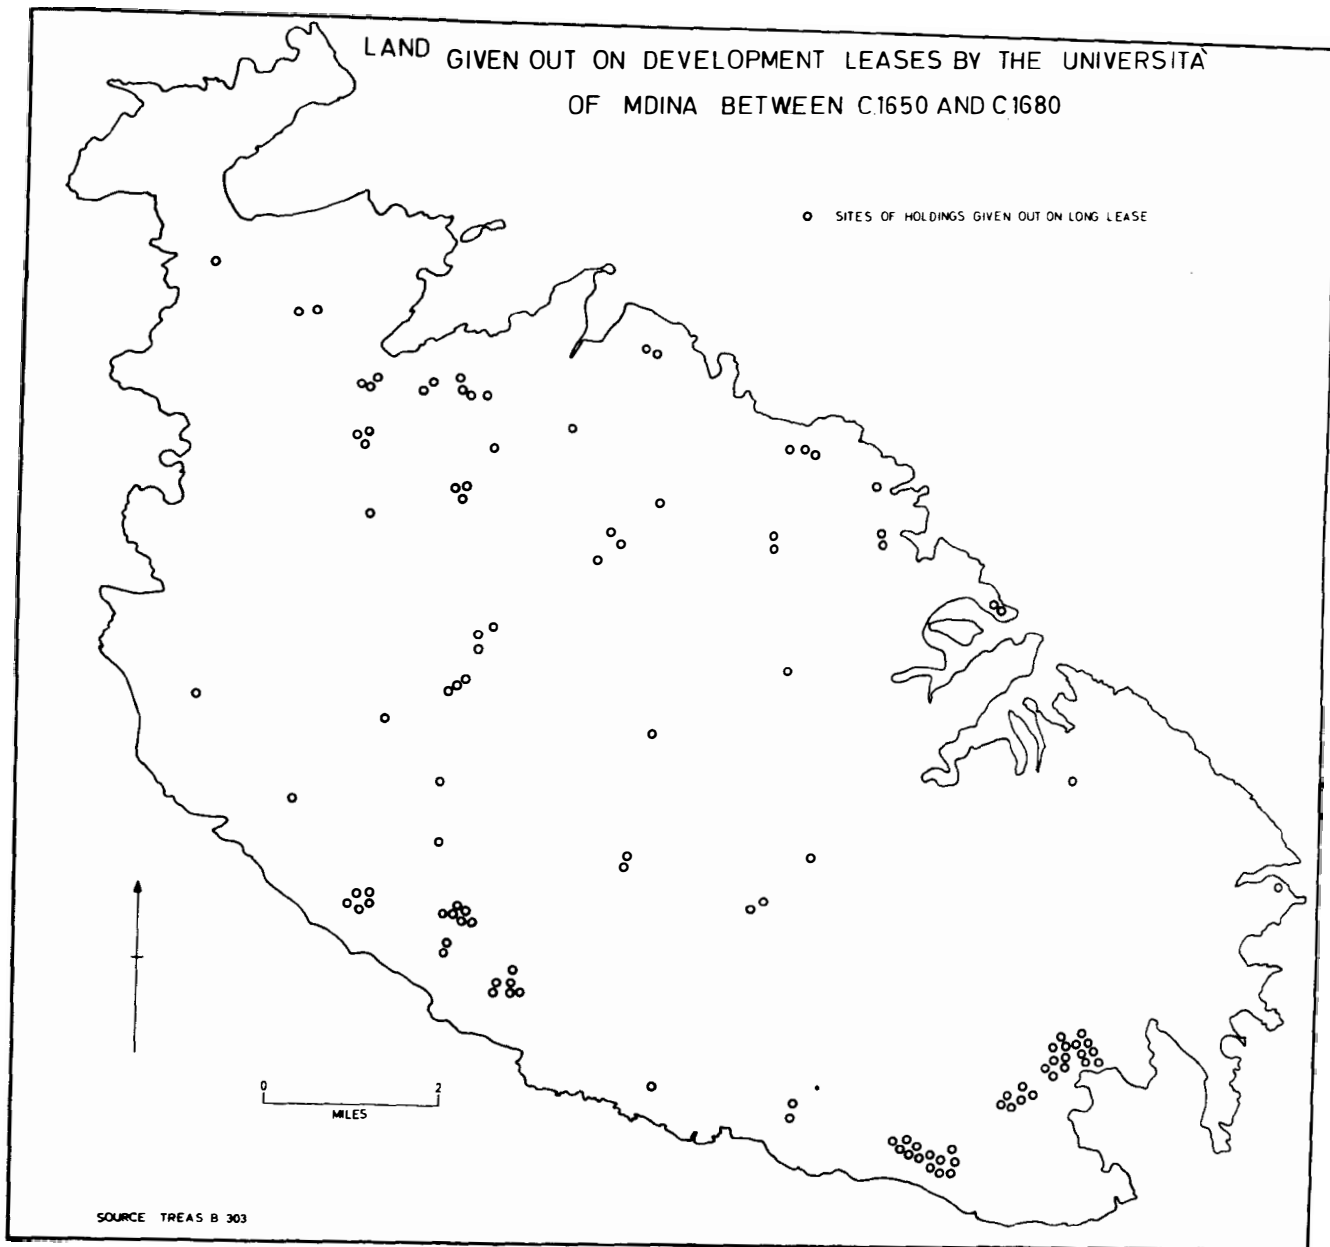 LAND GIVEN OUT ON DEVELOPMENT LEASES BY THE UNIVERSITÀ
OF MDINA BETWEEN C.1650 AND C1680
SITES OF HOLDINGS GIVEN OUT ON LONG LEASE
0 2
MILES
SOURCE TREAS B 303